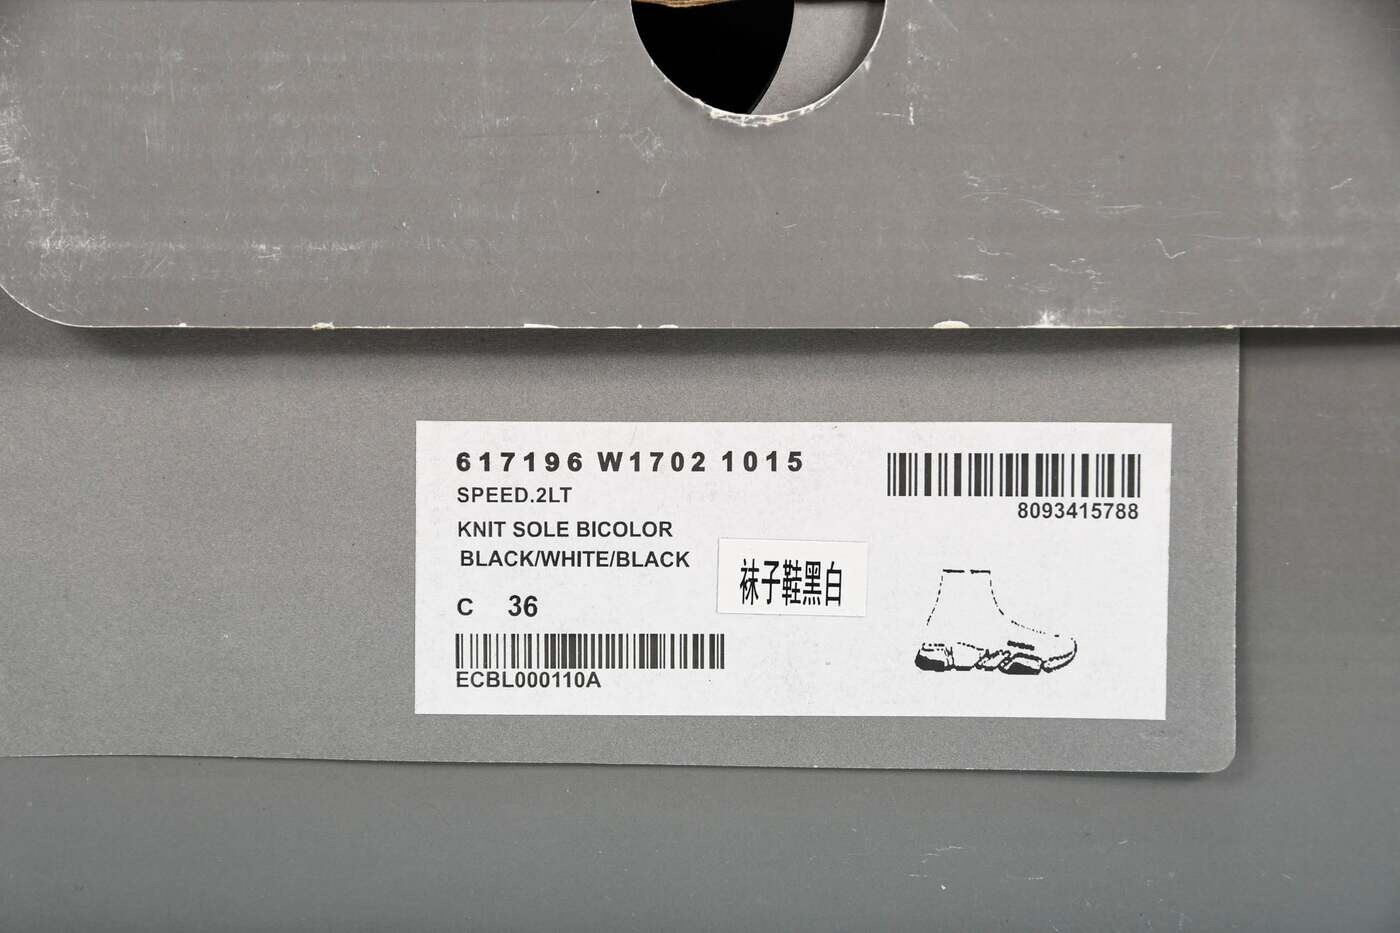 617196 W1702 1015
SPEED.2LT
KNIT SOLE BICOLOR
BLACK/WHITE/BLACK
C 36
ECBL000110A
8093415788
袜子鞋黑白